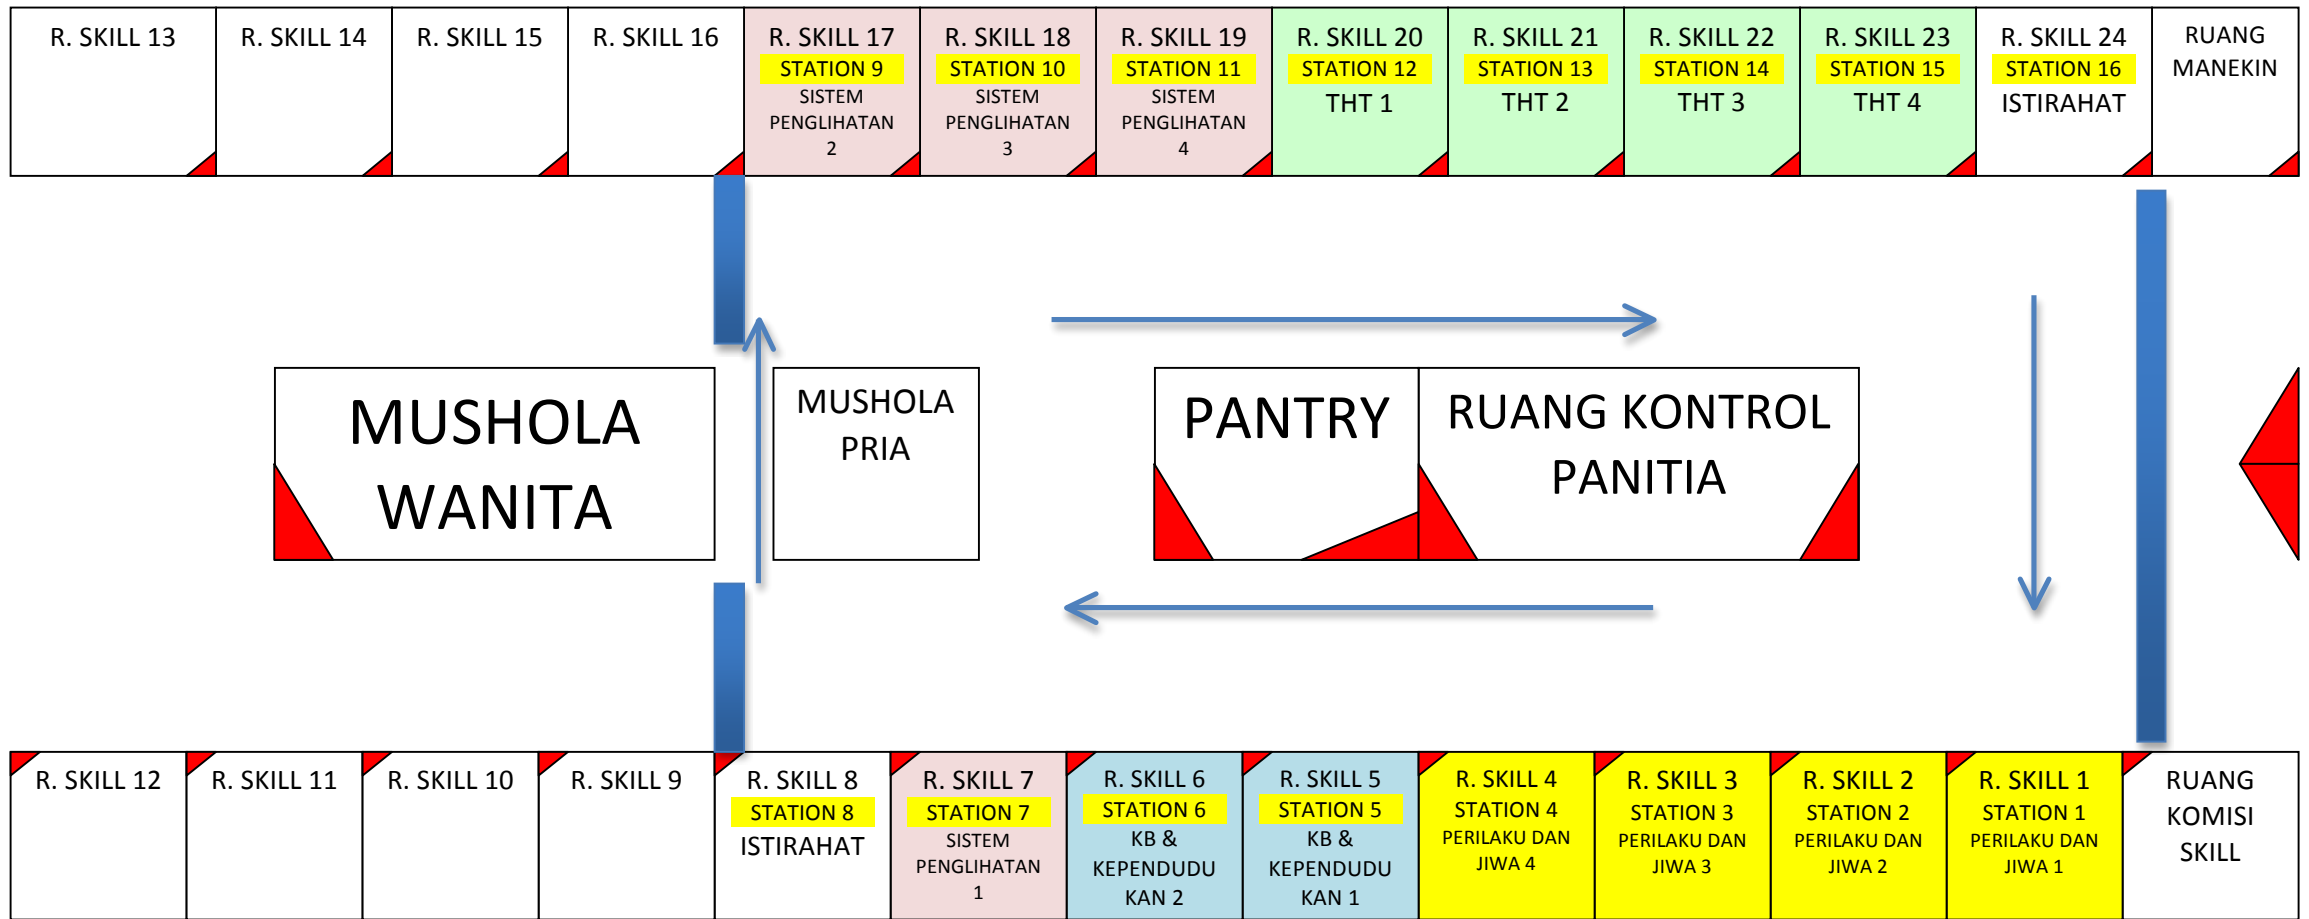 R. SKILL 13
R. SKILL 14
R. SKILL 15
R. SKILL 16
R. SKILL 17
STATION 9
SISTEM
PENGLIHATAN
2
R. SKILL 18
STATION 10
SISTEM
PENGLIHATAN
3
R. SKILL 19
STATION 11
SISTEM
PENGLIHATAN
4
R. SKILL 20
STATION 12
THT 1
R. SKILL 21
STATION 13
THT 2
R. SKILL 22
STATION 14
THT 3
R. SKILL 23
STATION 15
THT 4
R. SKILL 24
STATION 16
ISTIRAHAT
RUANG
MANEKIN
MUSHOLA
WANITA
MUSHOLA
PRIA
PANTRY
RUANG KONTROL
PANITIA
R. SKILL 12
R. SKILL 11
R. SKILL 10
R. SKILL 9
R. SKILL 8
STATION 8
ISTIRAHAT
R. SKILL 7
STATION 7
SISTEM
PENGLIHATAN
1
R. SKILL 6
STATION 6
KB &
KEPENDUDU
KAN 2
R. SKILL 5
STATION 5
KB &
KEPENDUDU
KAN 1
R. SKILL 4
STATION 4
PERILAKU DAN
JIWA 4
R. SKILL 3
STATION 3
PERILAKU DAN
JIWA 3
R. SKILL 2
STATION 2
PERILAKU DAN
JIWA 2
R. SKILL 1
STATION 1
PERILAKU DAN
JIWA 1
RUANG
KOMISI
SKILL